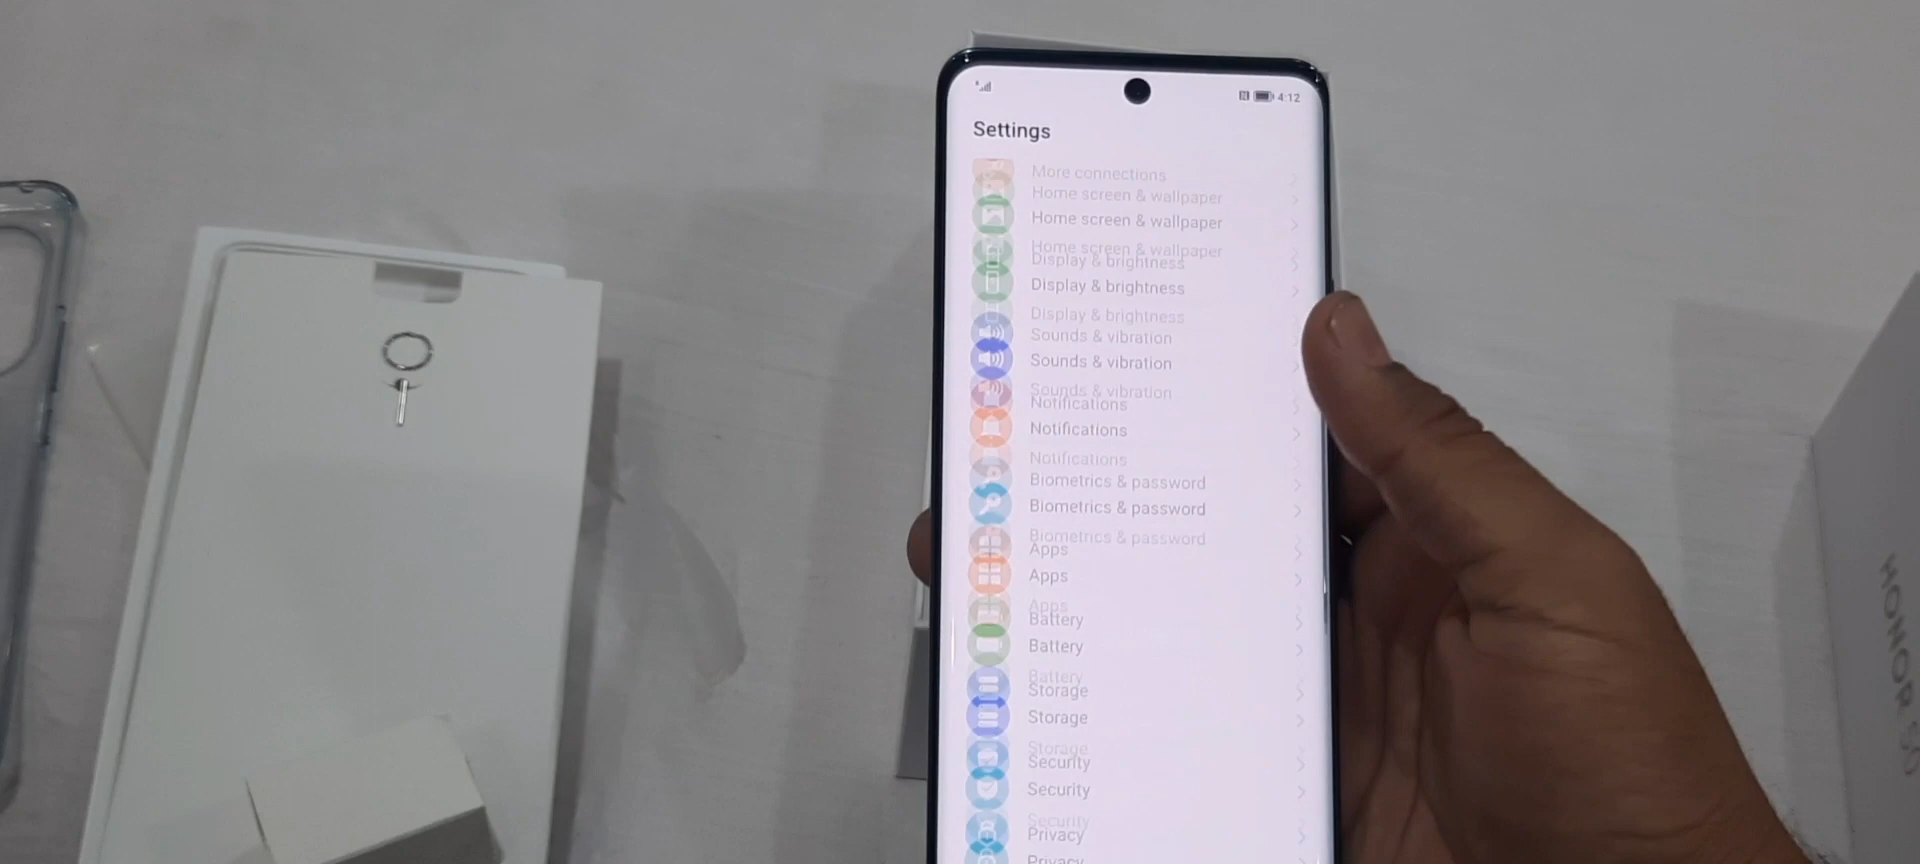 4:12
Settings
More connections
Home screen & wallpaper
Home screen & wallpaper
Home screen & wallpaper
Display & brightness
Display & brightness
Display & brightness
Sounds & vibration
Sounds & vibration
Sounds & vibration
Notifications
Notifications
Notifications
Biometrics & password
Biometrics & password
Biometrics & password
Apps
Apps
Apps
Battery
Battery
Battery
Storage
Storage
Storage
Security
Security
Security
Privacy
Privacy
HONOR 50